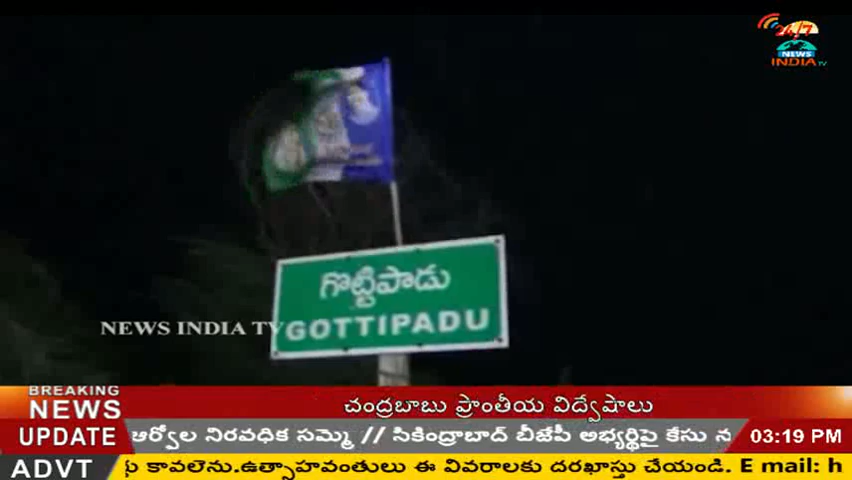 24/7
NEWS
INDIA TV
గొట్టిపాడు
GOTTIPADU
NEWS INDIA TV
BREAKING
NEWS
UPDATE
చంద్రబాబు ప్రాంతీయ విద్వేషాలు
ఆర్వోల నిరవధిక సమ్మె // సికింద్రాబాద్ బీజేపీ అభ్యర్థిపై కేసు న
03:19 PM
ADVT
కావలెను.ఉత్సాహవంతులు ఈ వివరాలకు దరఖాస్తు చేయండి. E mail: h